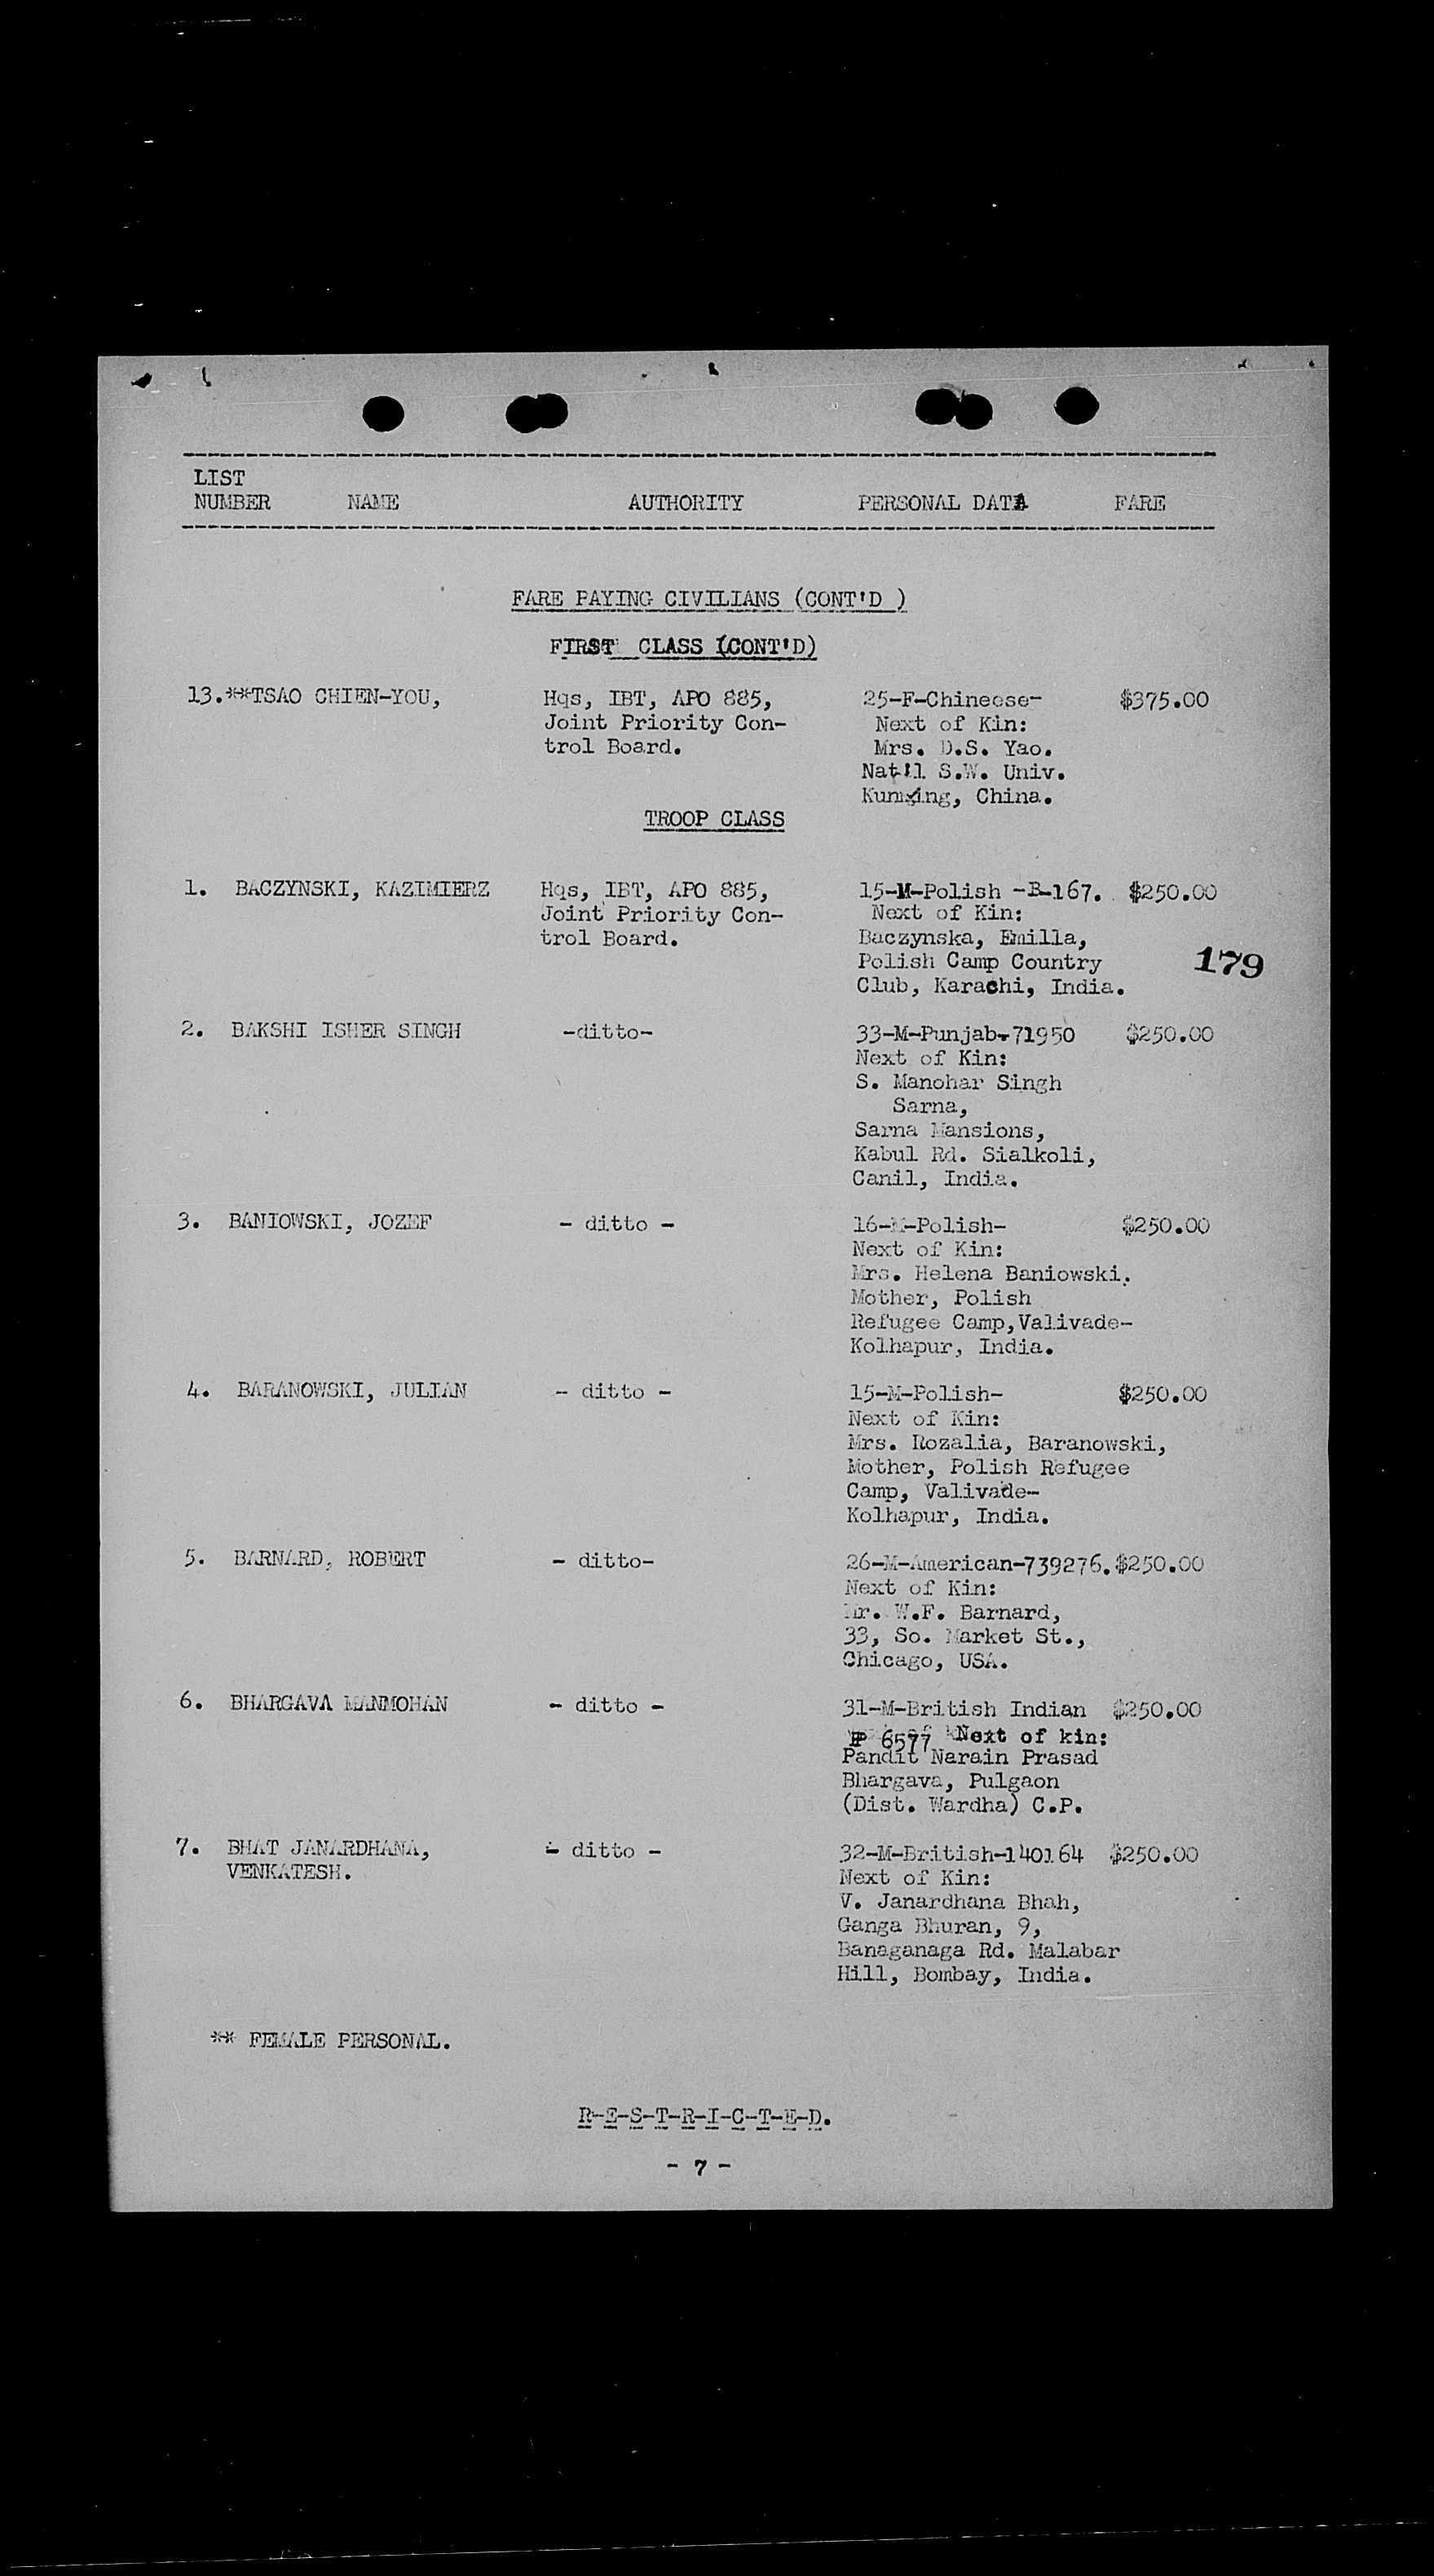 LIST
NUMBER NAME AUTHORITY PERSONAL DATA FARE
FARE PAYING CIVILIANS (CONT'D )
FIRST CLASS (CONT'D)
13.**TSAO CHIEN-YOU, Hqs, IBT, APO 885, 25-F-Chineese- $375.00
Joint Priority Con- Next of Kin:
trol Board. Mrs. D.S. Yao.
Nat'l S.W. Univ.
Kunming, China.
TROOP CLASS
1. BACZYNSKI, KAZIMIERZ Hqs, IBT, APO 885, 15-M-Polish -B-167. $250.00
Joint Priority Con- Next of Kin:
trol Board. Baczynska, Emilla,
Polish Camp Country 179
Club, Karachi, India.
2. BAKSHI ISHER SINGH -ditto- 33-M-Punjab-71950 $250.00
Next of Kin:
S. Manohar Singh
Sarna,
Sarna Mansions,
Kabul Rd. Sialkoli,
Canil, India.
3. BANIOWSKI, JOZEF - ditto - 16-M-Polish- $250.00
Next of Kin:
Mrs. Helena Baniowski.
Mother, Polish
Refugee Camp,Valivade-
Kolhapur, India.
4. BARANOWSKI, JULIAN - ditto - 15-M-Polish- $250.00
Next of Kin:
Mrs. Rozalia, Baranowski,
Mother, Polish Refugee
Camp, Valivade-
Kolhapur, India.
5. BARNARD, ROBERT - ditto- 26-M-American-739276. $250.00
Next of Kin:
Mr. W.F. Barnard,
33, So. Market St.,
Chicago, USA.
6. BHARGAVA MANMOHAN - ditto - 31-M-British Indian $250.00
6577 Next of kin:
Pandit Narain Prasad
Bhargava, Pulgaon
(Dist. Wardha) C.P.
7. BHAT JANARDHANA, - ditto - 32-M-British-140164 $250.00
VENKATESH. Next of Kin:
V. Janardhana Bhah,
Ganga Bhuran, 9,
Banaganaga Rd. Malabar
Hill, Bombay, India.
** FEMALE PERSONAL.
R-E-S-T-R-I-C-T-E-D.
- 7 -